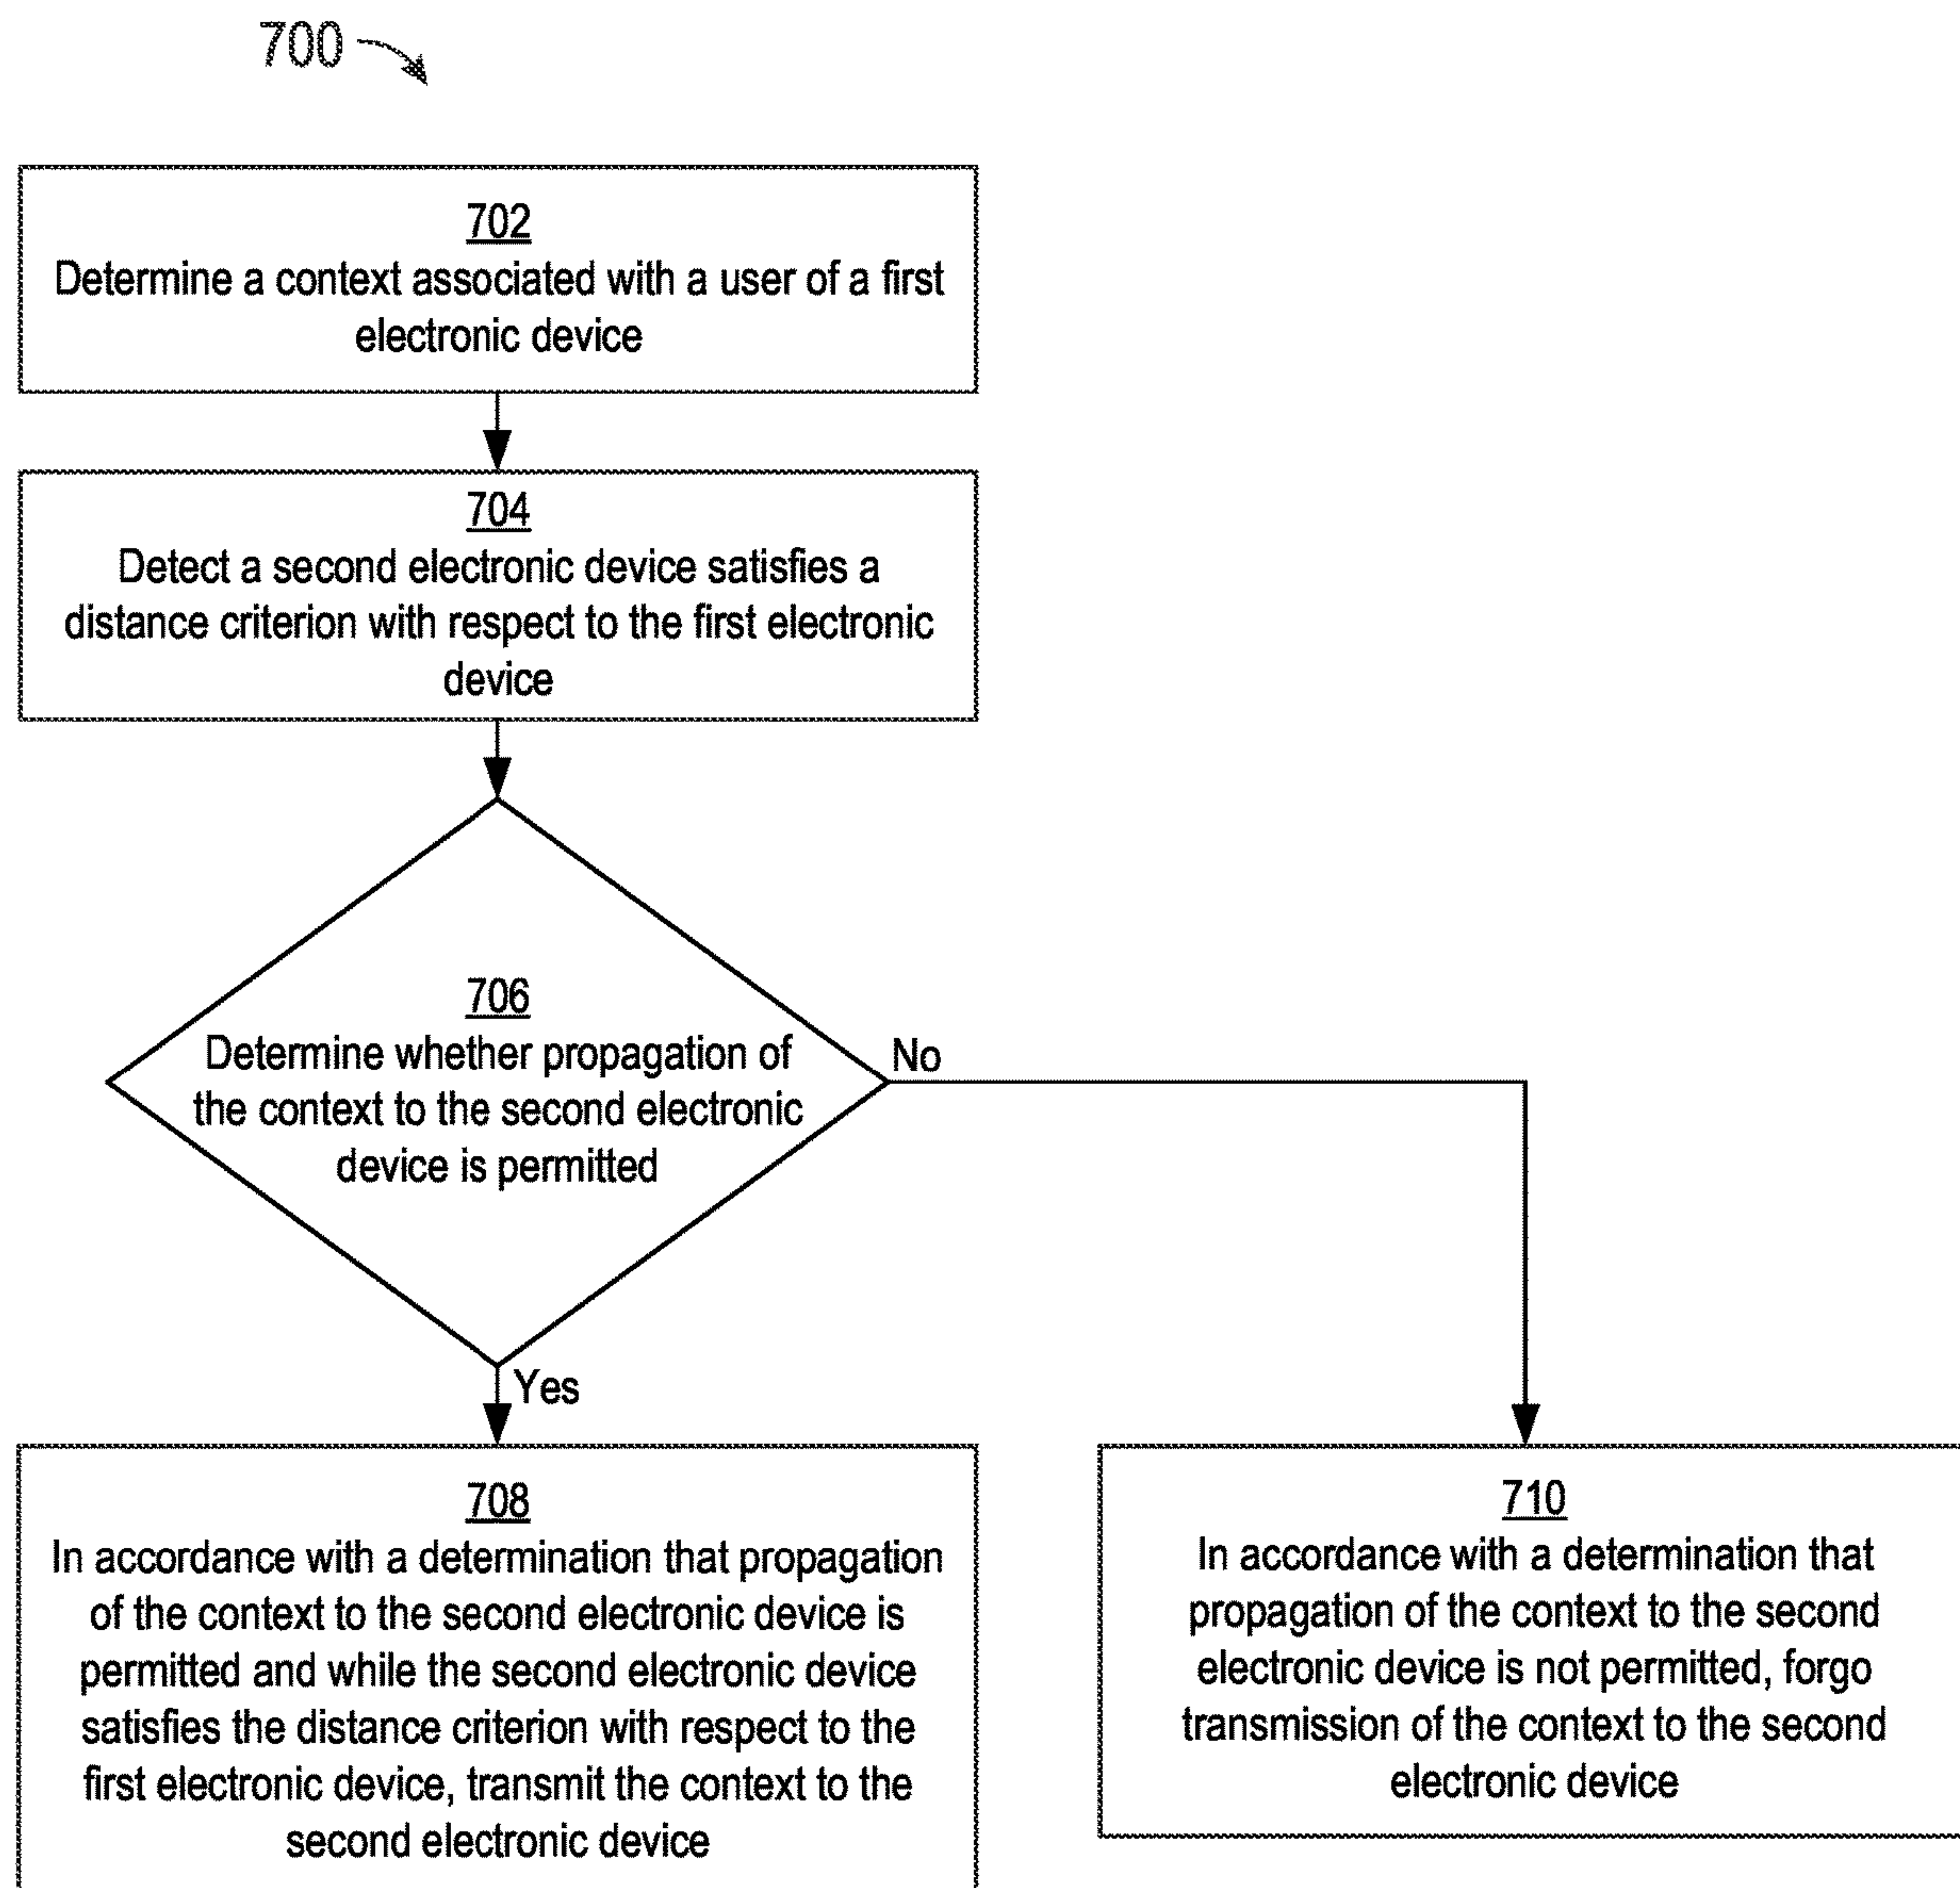 700
702
Determine a context associated with a user of a first
electronic device
704
Detect a second electronic device satisfies a
distance criterion with respect to the first electronic
device
706
Determine whether propagation of
the context to the second electronic
device is permitted
No
Yes
708
In accordance with a determination that propagation
of the context to the second electronic device is
permitted and while the second electronic device
satisfies the distance criterion with respect to the
first electronic device, transmit the context to the
second electronic device
710
In accordance with a determination that
propagation of the context to the second
electronic device is not permitted, forgo
transmission of the context to the second
electronic device